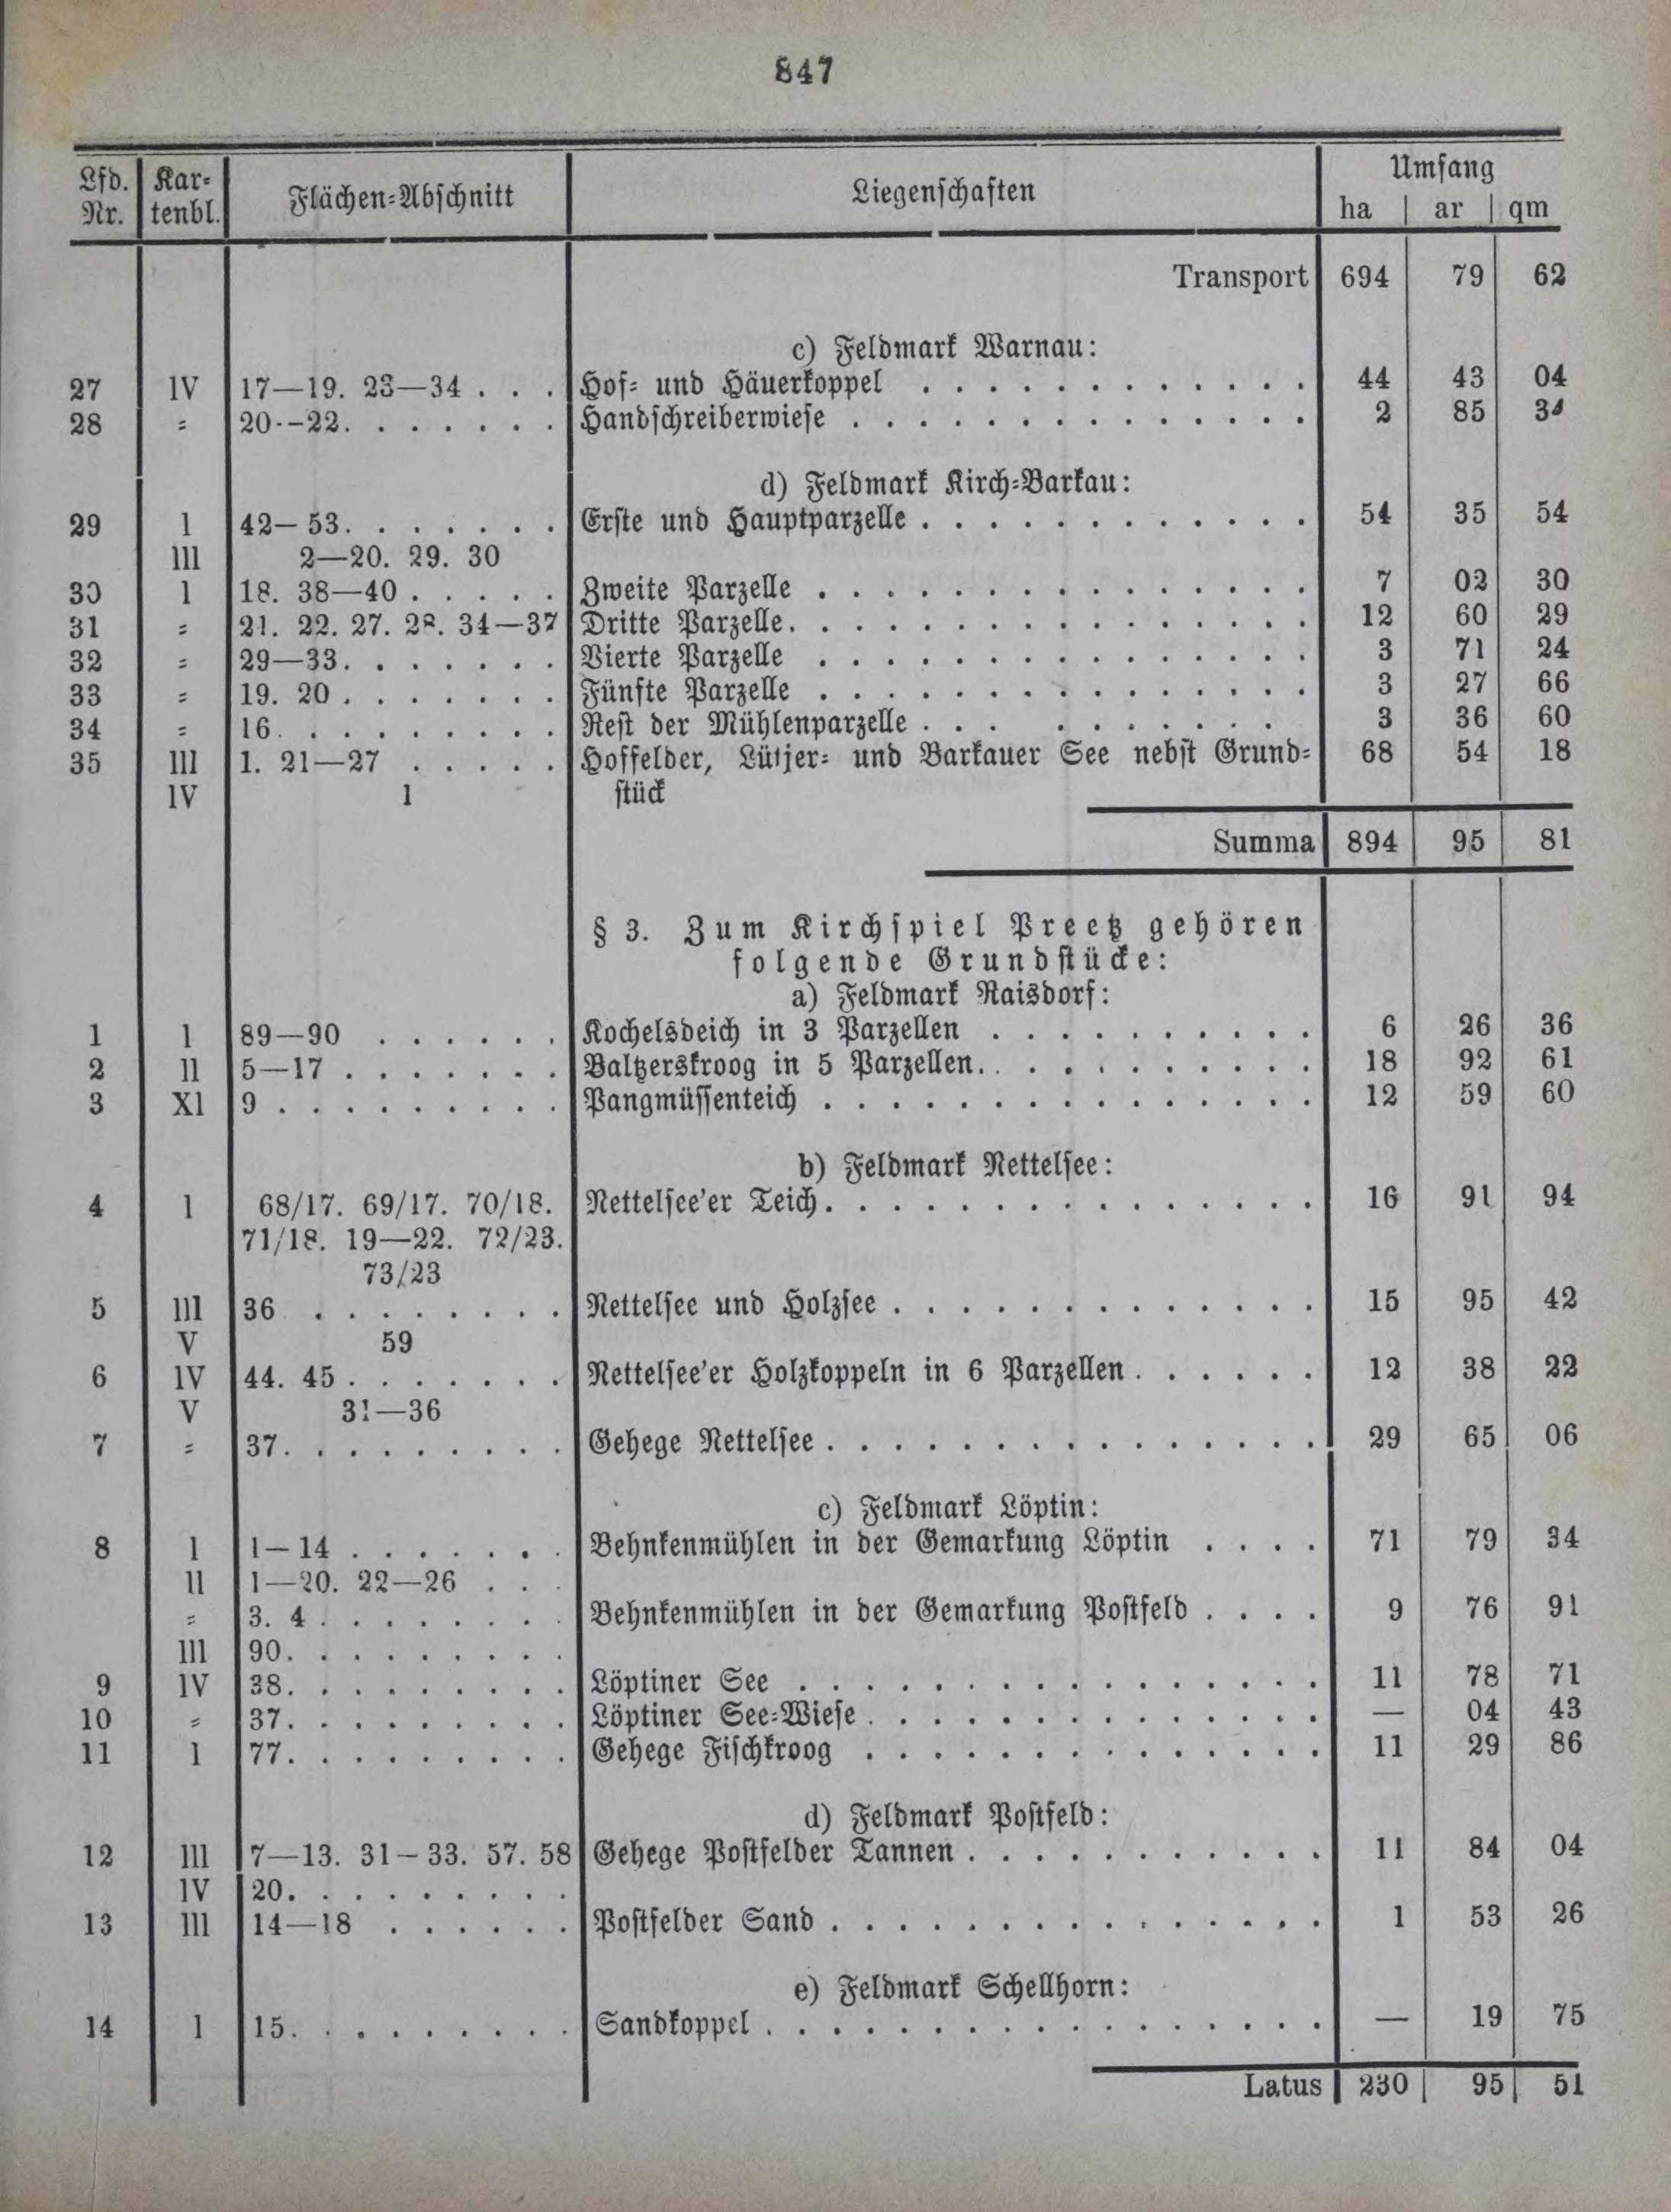 847
Lfd. Nr. | Kar= tenbl. | Flächen=Abschnitt | Liegenschaften | Umfang
ha | ar | qm
Transport 694 79 62
c) Feldmark Warnau:
27 IV 17—19. 23—34 . . . Hof= und Häuerkoppel . . . . . . . . . . . . 44 43 04
28 = 20--22. . . . . . . Handschreiberwiese . . . . . . . . . . . . . . 2 85 34
d) Feldmark Kirch=Barkau:
29 I 42—53. . . . . . . Erste und Hauptparzelle . . . . . . . . . . . . 54 35 54
III 2—20. 29. 30
30 I 18. 38—40 . . . . . Zweite Parzelle . . . . . . . . . . . . . . . 7 02 30
31 = 21. 22. 27. 28. 34—37 Dritte Parzelle. . . . . . . . . . . . . . . . 12 60 29
32 = 29—33. . . . . . . Vierte Parzelle . . . . . . . . . . . . . . . 3 71 24
33 = 19. 20 . . . . . . . Fünfte Parzelle . . . . . . . . . . . . . . . 3 27 66
34 = 16. . . . . . . . . Rest der Mühlenparzelle . . . . . . . . . . 3 36 60
35 III 1. 21—27 . . . . . Hoffelder, Lütjer= und Barkauer See nebst Grund= 68 54 18
IV 1 stück
Summa 894 95 81
§ 3. Zum Kirchspiel Preetz gehören
folgende Grundstücke:
a) Feldmark Raisdorf:
1 I 89—90 . . . . . . Kochelsdeich in 3 Parzellen . . . . . . . . . . 6 26 36
2 II 5—17 . . . . . . . Baltzerskroog in 5 Parzellen. . . . . . . . . . . 18 92 61
3 XI 9 . . . . . . . . . Pangmüssenteich . . . . . . . . . . . . . . . 12 59 60
b) Feldmark Nettelsee:
4 I 68/17. 69/17. 70/18. Nettelsee'er Teich. . . . . . . . . . . . . . . 16 91 94
71/18. 19—22. 72/23.
73/23
5 III 36 . . . . . . . . Nettelsee und Holzsee . . . . . . . . . . . . . 15 95 42
V 59
6 IV 44. 45 . . . . . . . Nettelsee'er Holzkoppeln in 6 Parzellen . . . . . . 12 38 22
V 31—36
7 = 37. . . . . . . . . Gehege Nettelsee . . . . . . . . . . . . . . . 29 65 06
c) Feldmark Löptin:
8 I 1—14 . . . . . . . Behnkenmühlen in der Gemarkung Löptin . . . . 71 79 34
II 1—20. 22—26 . . .
= 3. 4 . . . . . . . . Behnkenmühlen in der Gemarkung Postfeld . . . . 9 76 91
III 90. . . . . . . . .
9 IV 38. . . . . . . . . Löptiner See . . . . . . . . . . . . . . . . 11 78 71
10 = 37. . . . . . . . . Löptiner See=Wiese . . . . . . . . . . . . . . — 04 43
11 I 77. . . . . . . . . Gehege Fischkroog . . . . . . . . . . . . . . 11 29 86
d) Feldmark Postfeld:
12 III 7—13. 31—33. 57. 58 Gehege Postfelder Tannen . . . . . . . . . . . 11 84 04
IV 20. . . . . . . . .
13 III 14—18 . . . . . . Postfelder Sand . . . . . . . . . . . . . . . 1 53 26
e) Feldmark Schellhorn:
14 I 15. . . . . . . . . Sandkoppel . . . . . . . . . . . . . . . . . — 19 75
Latus 230 95 51